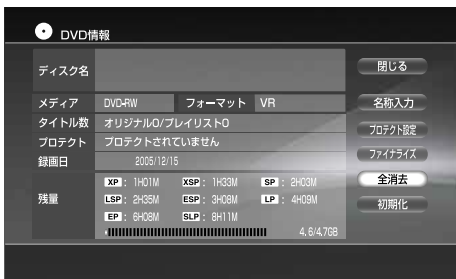 DVD情報
ディスク名
メディア DVD-RW フォーマット VR
タイトル数 オリジナル0/プレイリスト0
プロテクト プロテクトされていません
録画日 2005/12/15
残量
XP : 1H01M XSP : 1H33M SP : 2H03M
LSP : 2H35M ESP : 3H08M LP : 4H09M
EP : 6H08M SLP : 8H11M
4.6/4.7GB
閉じる
名称入力
プロテクト設定
ファイナライズ
全消去
初期化